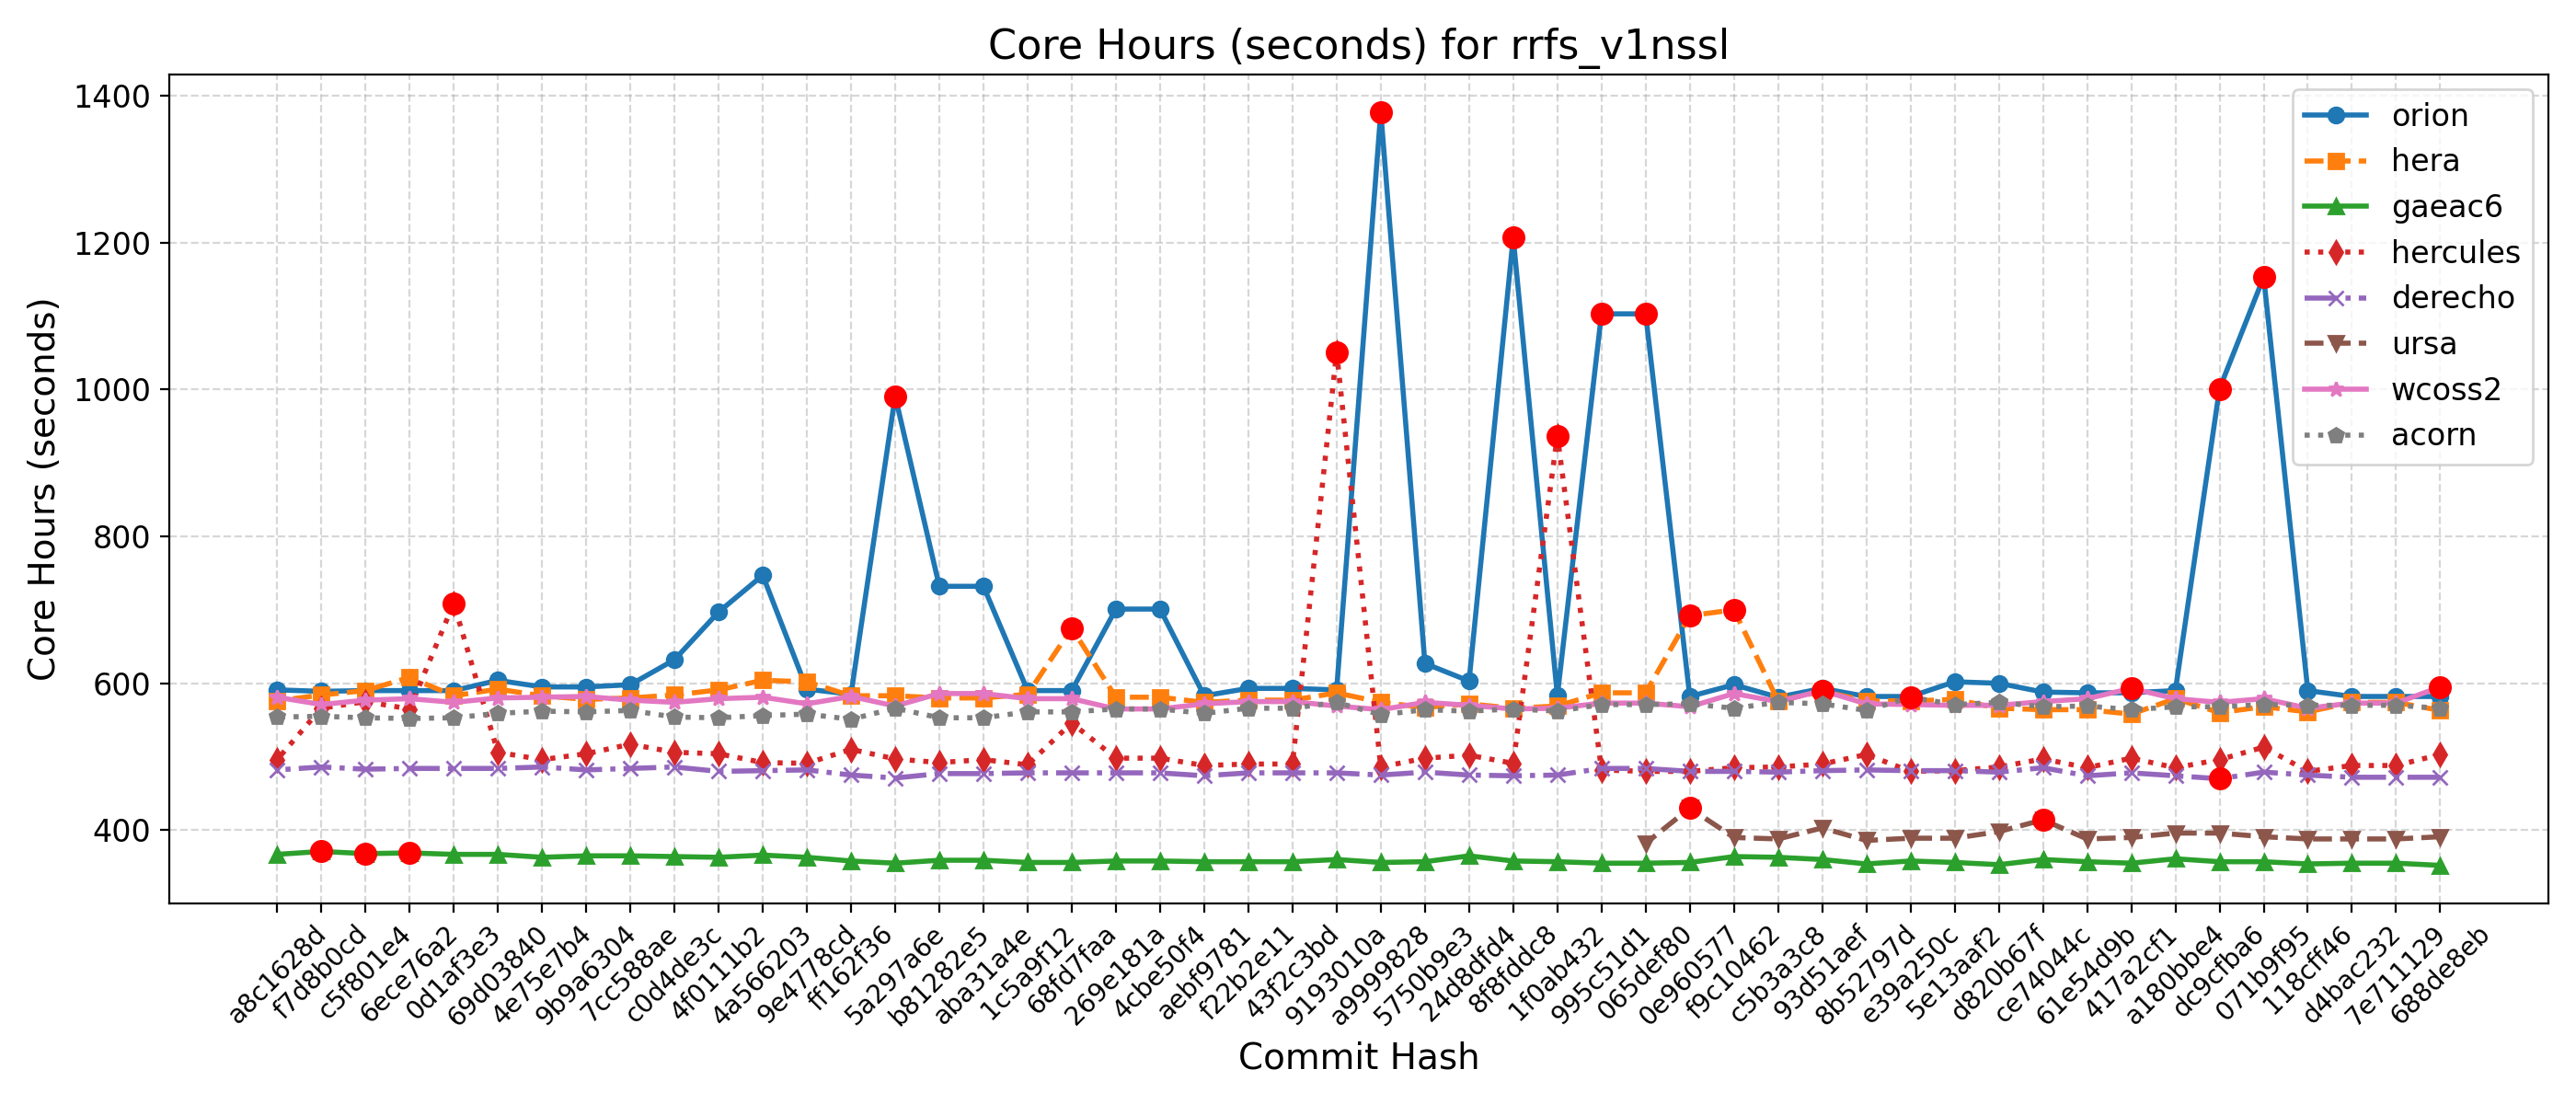 Core Hours (seconds) for rrfs_v1nssl
Core Hours (seconds)
1400
1200
1000
800
600
400
orion
hera
gaeac6
hercules
derecho
ursa
wcoss2
acorn
a8c1628d
f7d8b0cd
c5f801e4
6ece76a2
0d1af3e3
69d03840
4e75e7b4
9b9a6304
7cc588ae
c0d4de3c
4f0111b2
4a566203
9e4778cd
ff162f36
5a297a6e
b81282e5
aba31a4e
1c5a9f12
68fd7faa
269e181a
4cbe50f4
aebf9781
f22b2e11
43f2c3bd
9193010a
a9999828
5750b9e3
24d8dfd4
8f8fddc8
1f0ab432
995c51d1
065def80
0e960577
f9c10462
c5b3a3c8
93d51aef
8b52797d
e39a250c
5e13aaf2
d820b67f
ce74044c
61e54d9b
417a2cf1
a180bbe4
dc9cfba6
071b9f95
118cff46
d4bac232
7e711129
688de8eb
Commit Hash